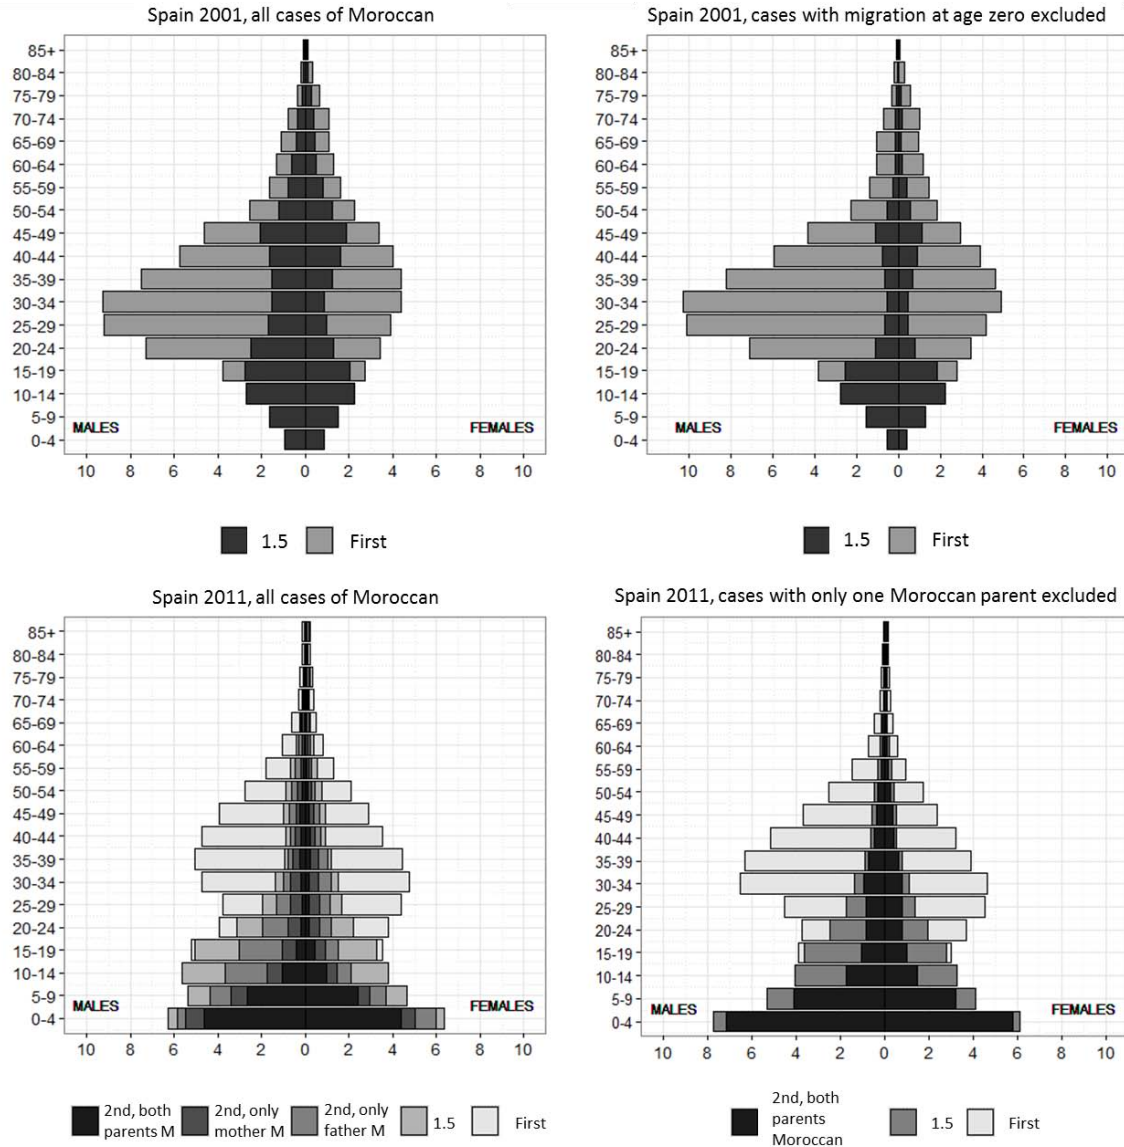 Spain 2001, all cases of Moroccan
85+
80-84
75-79
70-74
65-69
60-64
55-59
50-54
45-49
40-44
35-39
30-34
25-29
20-24
15-19
10-14
5-9
0-4
MALES FEMALES
10 8 6 4 2 0 2 4 6 8 10
1.5 First
Spain 2001, cases with migration at age zero excluded
85+
80-84
75-79
70-74
65-69
60-64
55-59
50-54
45-49
40-44
35-39
30-34
25-29
20-24
15-19
10-14
5-9
0-4
MALES FEMALES
10 8 6 4 2 0 2 4 6 8 10
1.5 First
Spain 2011, all cases of Moroccan
85+
80-84
75-79
70-74
65-69
60-64
55-59
50-54
45-49
40-44
35-39
30-34
25-29
20-24
15-19
10-14
5-9
0-4
MALES FEMALES
10 8 6 4 2 0 2 4 6 8 10
2nd, both
parents M
2nd, only
mother M
2nd, only
father M
1.5
First
Spain 2011, cases with only one Moroccan parent excluded
85+
80-84
75-79
70-74
65-69
60-64
55-59
50-54
45-49
40-44
35-39
30-34
25-29
20-24
15-19
10-14
5-9
0-4
MALES FEMALES
10 8 6 4 2 0 2 4 6 8 10
2nd, both
parents
Moroccan
1.5
First